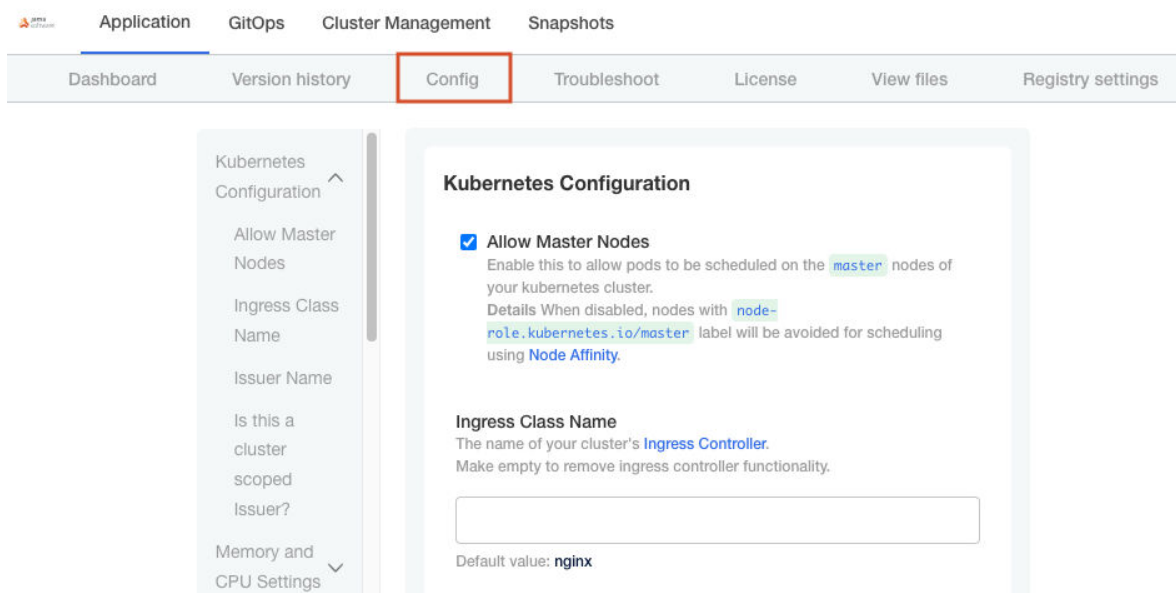 jama software
Application GitOps Cluster Management Snapshots
Dashboard Version history Config Troubleshoot License View files Registry settings
Kubernetes
Configuration
Allow Master
Nodes
Ingress Class
Name
Issuer Name
Is this a
cluster
scoped
Issuer?
Memory and
CPU Settings
Kubernetes Configuration
Allow Master Nodes
Enable this to allow pods to be scheduled on the master nodes of
your kubernetes cluster.
Details When disabled, nodes with node-
role.kubernetes.io/master label will be avoided for scheduling
using Node Affinity.
Ingress Class Name
The name of your cluster's Ingress Controller.
Make empty to remove ingress controller functionality.
Default value: nginx